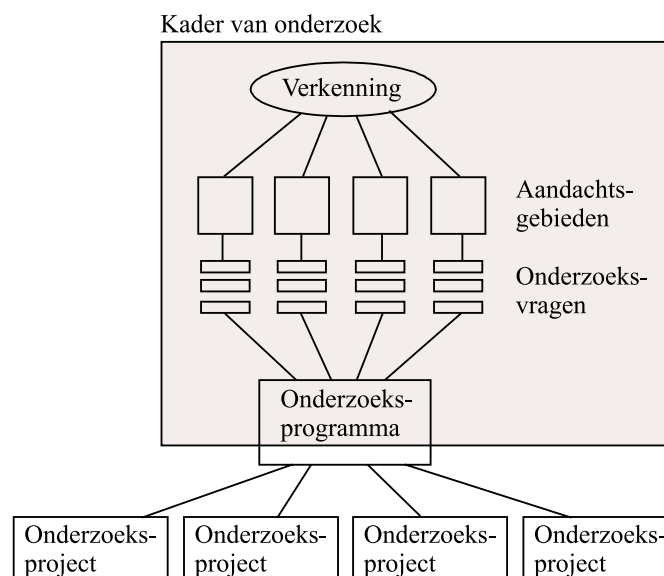 Kader van onderzoek
Verkenning
Aandachts-
gebieden
Onderzoeks-
vragen
Onderzoeks-
programma
Onderzoeks-
project
Onderzoeks-
project
Onderzoeks-
project
Onderzoeks-
project